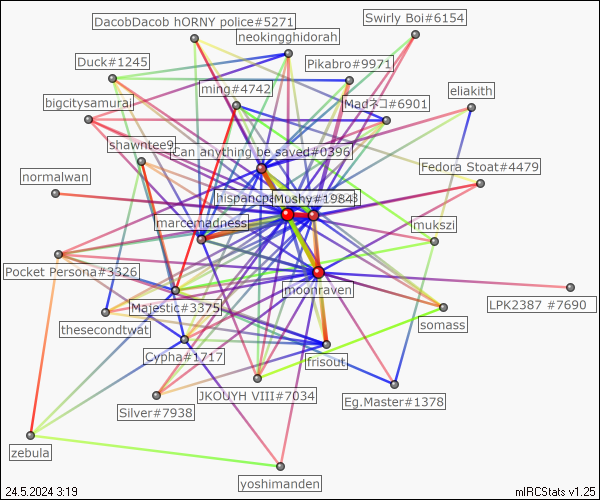 DacobDacob hORNY police#5271
Swirly Boi#6154
neokingghidorah
Duck#1245
Pikabro#9971
ming#4742
eliakith
bigcitysamurai
Madネコ#6901
shawntee9
Can anything be saved#0396
Fedora Stoat#4479
normalwan
hispancpa
Mushy#1984
3
marcemadness
mukszi
Pocket Persona#3326
moonraven
LPK2387 #7690
Majestic#3375
thesecondtwat
somass
Cypha#1717
frisout
JKOUYH VIII#7034
Eg.Master#1378
Silver#7938
zebula
yoshimanden
24.5.2024 3:19
mIRCStats v1.25